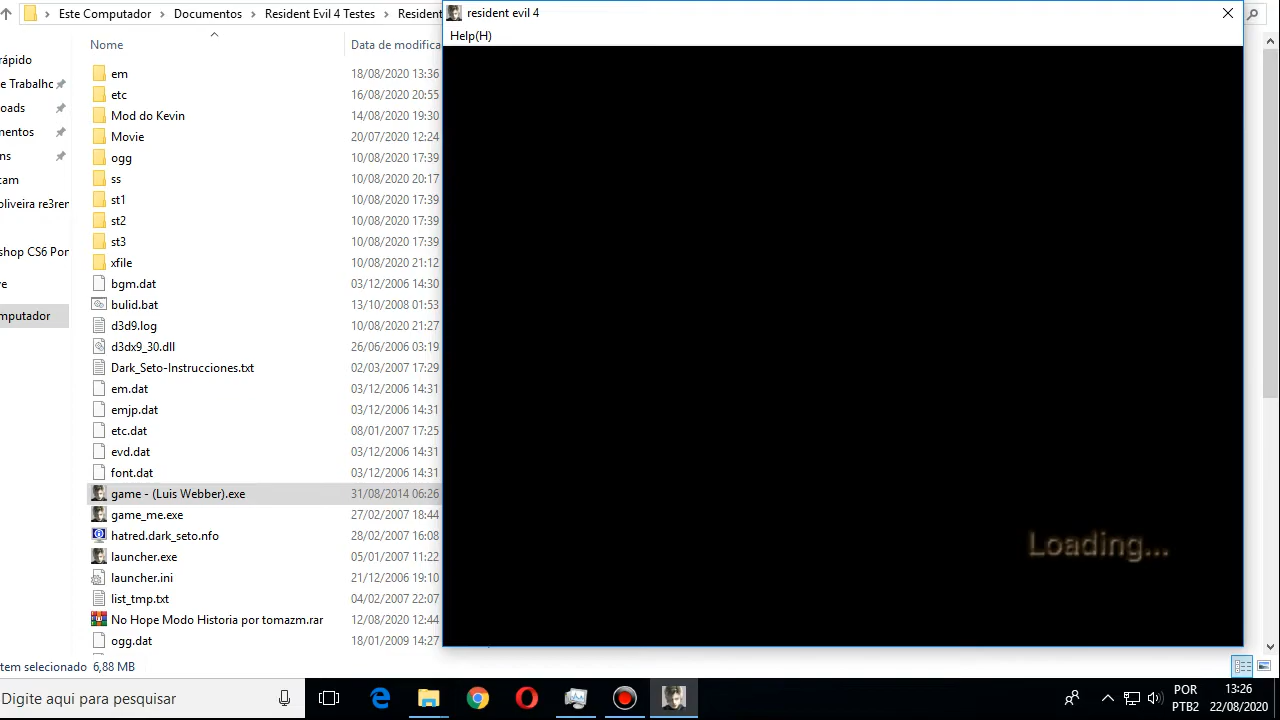 Este Computador > Documentos > Resident Evil 4 Testes > Resident
resident evil 4
Help(H)
Loading...
Nome Data de modifica
em 18/08/2020 13:36
etc 16/08/2020 20:55
Mod do Kevin 14/08/2020 19:30
Movie 20/07/2020 12:24
ogg 10/08/2020 17:39
ss 10/08/2020 20:17
st1 10/08/2020 17:39
st2 10/08/2020 17:39
st3 10/08/2020 17:39
xfile 10/08/2020 21:12
bgm.dat 03/12/2006 14:30
bulid.bat 13/10/2008 01:53
d3d9.log 10/08/2020 21:27
d3dx9_30.dll 26/06/2006 03:19
Dark_Seto-Instrucciones.txt 02/03/2007 17:29
em.dat 03/12/2006 14:31
emjp.dat 03/12/2006 14:31
etc.dat 08/01/2007 17:25
evd.dat 03/12/2006 14:31
font.dat 03/12/2006 14:31
game - (Luis Webber).exe 31/08/2014 06:26
game_me.exe 27/02/2007 18:44
hatred.dark_seto.nfo 28/02/2007 16:08
launcher.exe 05/01/2007 11:22
launcher.ini 21/12/2006 19:10
list_tmp.txt 04/02/2007 22:07
No Hope Modo Historia por tomazm.rar 12/08/2020 12:44
ogg.dat 18/01/2009 14:27
rápido
e Trabalho
oads
mentos
ns
cam
oliveira re3ren
shop CS6 Por
ve
mputador
tem selecionado 6,88 MB
Digite aqui para pesquisar
POR
PTB2
13:26
22/08/2020